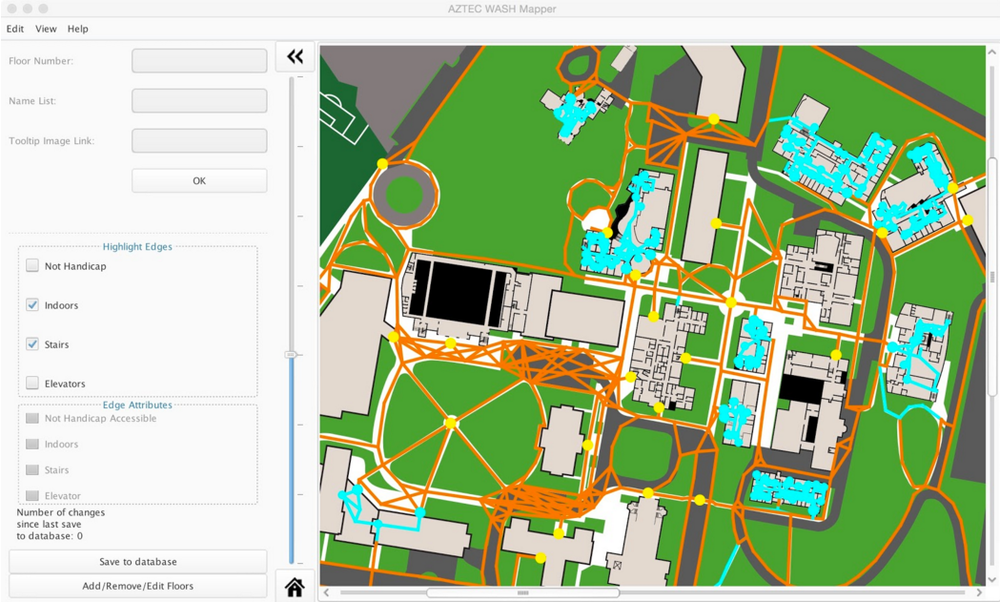 AZTEC WASH Mapper
Edit View Help
Floor Number:
Name List:
Tooltip Image Link:
OK
Highlight Edges
Not Handicap
Indoors
Stairs
Elevators
Edge Attributes
Not Handicap Accessible
Indoors
Stairs
Elevator
Number of changes
since last save
to database: 0
Save to database
Add/Remove/Edit Floors